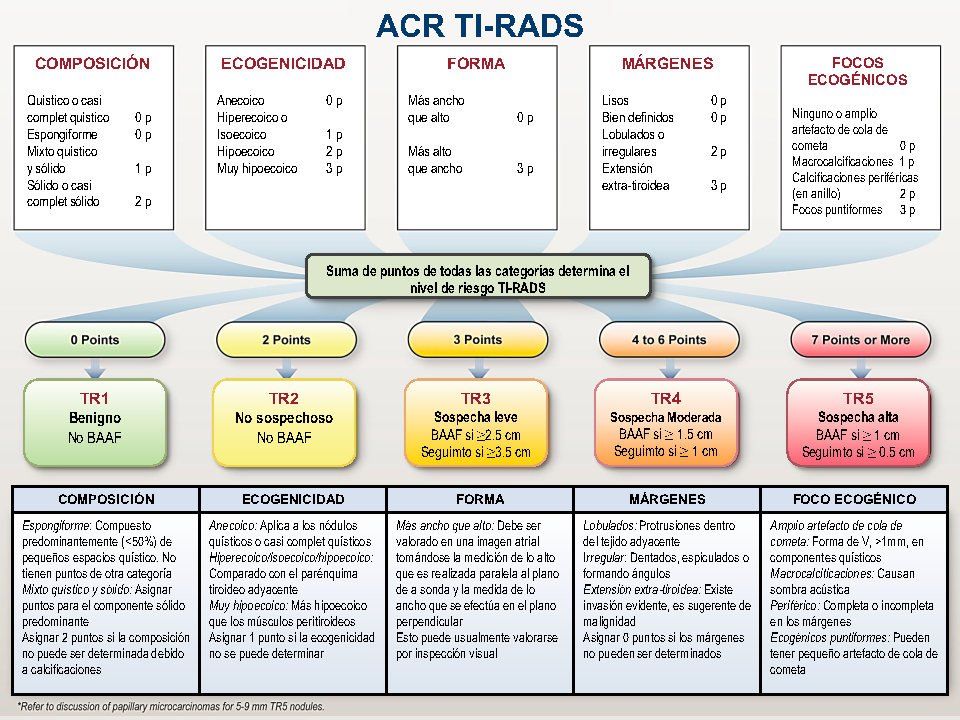 ACR TI-RADS
COMPOSICIÓN
Quistico o casi
complet quistico 0 p
Espongiforme 0 p
Mixto quistico
y sólido 1 p
Sólido o casi
complet sólido 2 p
ECOGENICIDAD
Anecoico 0 p
Hiperecoico o
Isoecoico 1 p
Hipoecoico 2 p
Muy hipoecoico 3 p
FORMA
Más ancho
que alto 0 p
Más alto
que ancho 3 p
MÁRGENES
Lisos 0 p
Bien definidos 0 p
Lobulados o
irregulares 2 p
Extensión
extra-tiroidea 3 p
FOCOS
ECOGÉNICOS
Ninguno o amplio
artefacto de cola de
cometa 0 p
Macrocalcificaciones 1 p
Calcificaciones periféricas
(en anillo) 2 p
Focos puntiformes 3 p
Suma de puntos de todas las categorías determina el
nivel de riesgo TI-RADS
0 Points
2 Points
3 Points
4 to 6 Points
7 Points or More
TR1
Benigno
No BAAF
TR2
No sospechoso
No BAAF
TR3
Sospecha leve
BAAF si ≥2.5 cm
Seguimto si ≥3.5 cm
TR4
Sospecha Moderada
BAAF si ≥ 1.5 cm
Seguimto si ≥ 1 cm
TR5
Sospecha alta
BAAF si ≥ 1 cm
Seguimto si ≥ 0.5 cm
COMPOSICIÓN
Espongiforme: Compuesto
predominantemente (<50%) de
pequeños espacios quístico. No
tienen puntos de otra categoría
Mixto quistico y sólido: Asignar
puntos para el componente sólido
predominante
Asignar 2 puntos si la composición
no puede ser determinada debido
a calcificaciones
ECOGENICIDAD
Anecoico: Aplica a los nódulos
quísticos o casi complet quísticos
Hiperecoico/isoecoico/hipoecoico:
Comparado con el parénquima
tiroideo adyacente
Muy hipoecoico: Más hipoecoico
que los músculos peritiroideos
Asignar 1 punto si la ecogenicidad
no se puede determinar
FORMA
Más ancho que alto: Debe ser
valorado en una imagen atrial
tomándose la medición de lo alto
que es realizada paralela al plano
de a sonda y la medida de lo
ancho que se efectúa en el plano
perpendicular
Esto puede usualmente valorarse
por inspección visual
MÁRGENES
Lobulados: Protrusiones dentro
del tejido adyacente
Irregular: Dentados, espiculados o
formando ángulos
Extensión extra-tiroidea: Existe
invasión evidente, es sugerente de
malignidad
Asignar 0 puntos si los márgenes
no pueden ser determinados
FOCO ECOGÉNICO
Amplio artefacto de cola de
cometa: Forma de V, >1mm, en
componentes quísticos
Macrocalcificaciones: Causan
sombra acústica
Periférico: Completa o incompleta
en los márgenes
Ecogénicos puntiformes: Pueden
tener pequeño artefacto de cola de
cometa
*Refer to discussion of papillary microcarcinomas for 5-9 mm TR5 nodules.